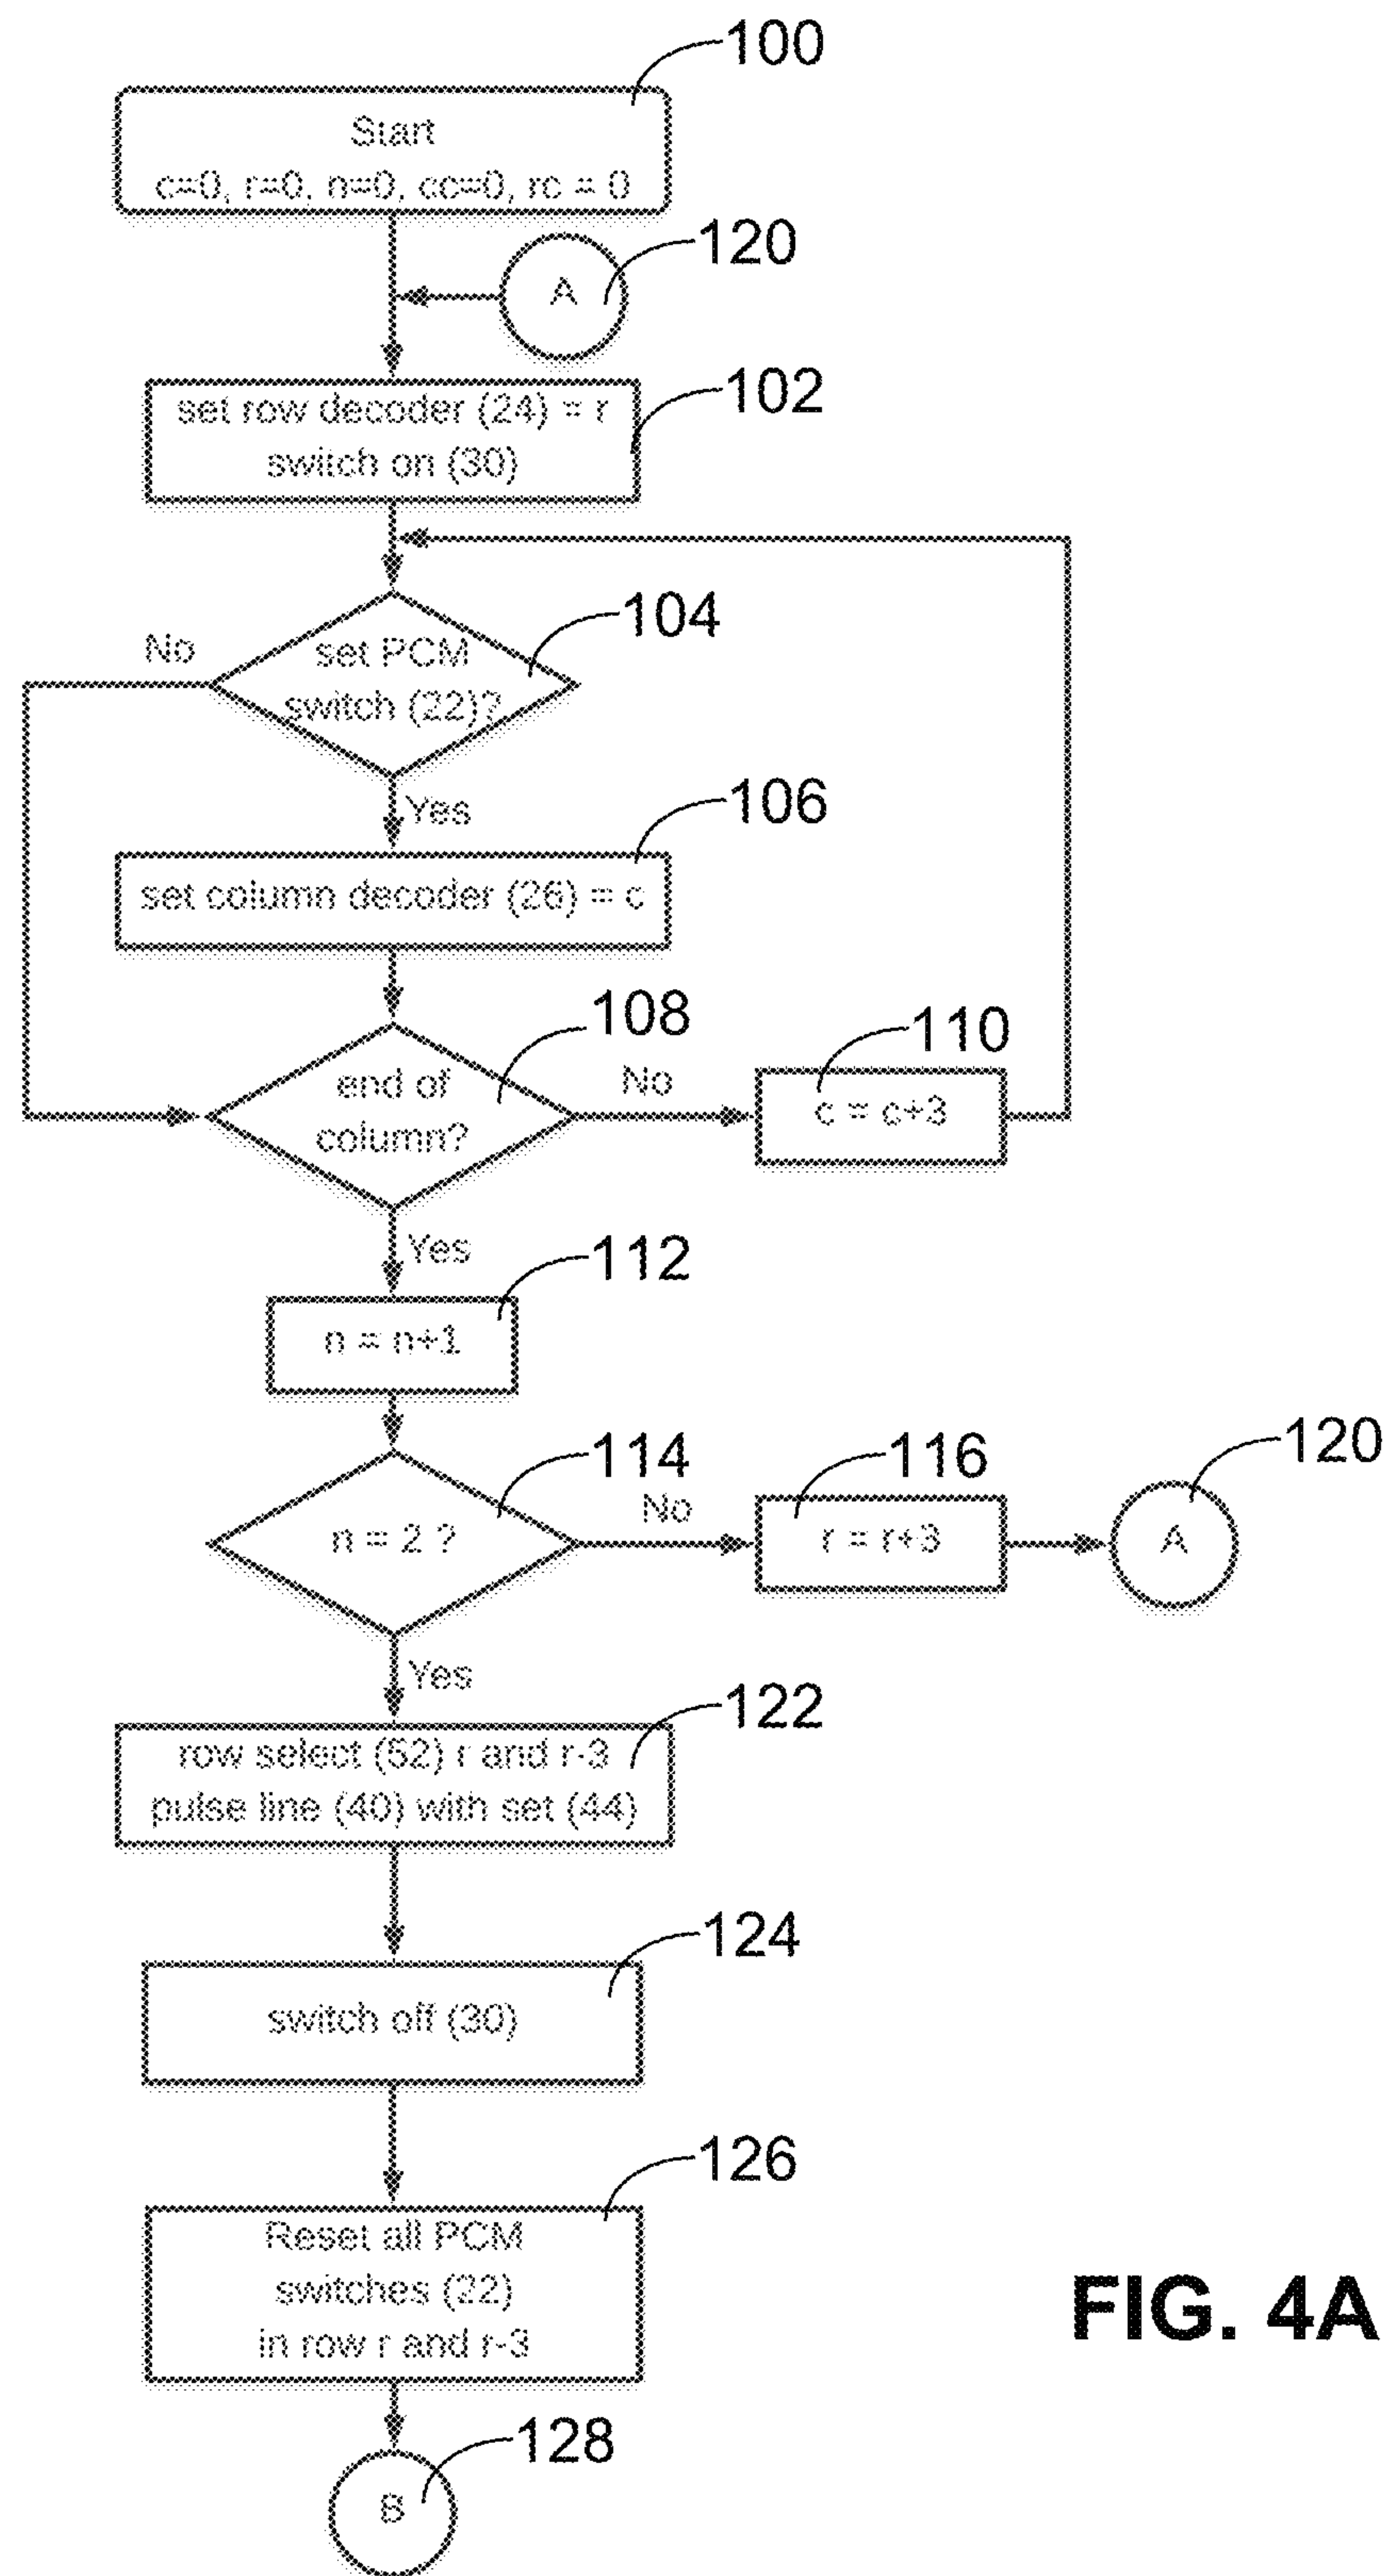 100
Start
c=0, r=0, n=0, cc=0, rc = 0
120
A
102
set row decoder (24) = r
switch on (30)
104
No
set PCM
switch (22)?
Yes
106
set column decoder (26) = c
108
end of
column?
No
110
c = c+3
Yes
112
n = n+1
114
n = 2 ?
No
116
r = r+3
120
A
Yes
122
row select (52) r and r-3
pulse line (40) with set (44)
124
switch off (30)
126
Reset all PCM
switches (22)
in row r and r-3
128
B
FIG. 4A